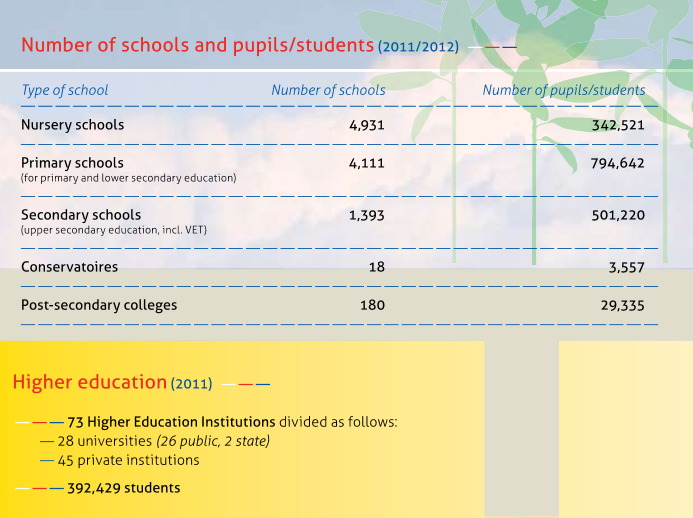 Number of schools and pupils/students (2011/2012)
Type of school Number of schools Number of pupils/students
Nursery schools 4,931 342,521
Primary schools 4,111 794,642
(for primary and lower secondary education)
Secondary schools 1,393 501,220
(upper secondary education, incl. VET)
Conservatoires 18 3,557
Post-secondary colleges 180 29,335
Higher education (2011)
73 Higher Education Institutions divided as follows:
— 28 universities (26 public, 2 state)
— 45 private institutions
392,429 students